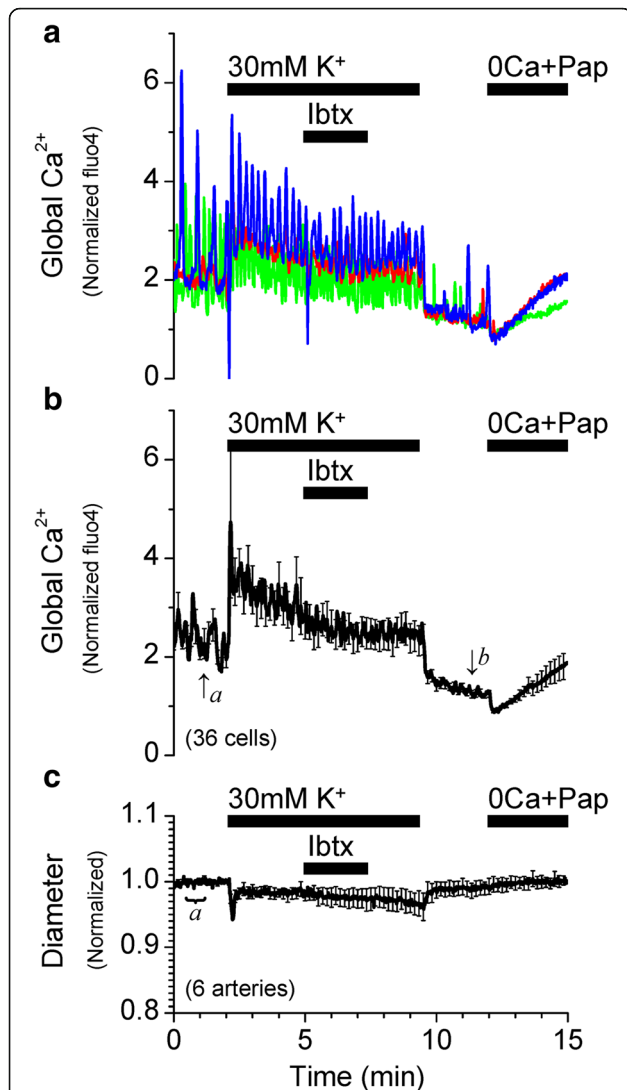 a
30mM K⁺
0Ca+Pap
Ibtx
6
4
2
0
Global Ca²⁺
(Normalized fluo4)
b
30mM K⁺
0Ca+Pap
Ibtx
6
4
2
0
Global Ca²⁺
(Normalized fluo4)
↑a
↓b
(36 cells)
c
30mM K⁺
0Ca+Pap
Ibtx
1.1
1.0
0.9
0.8
Diameter
(Normalized)
a
(6 arteries)
0 5 10 15
Time (min)